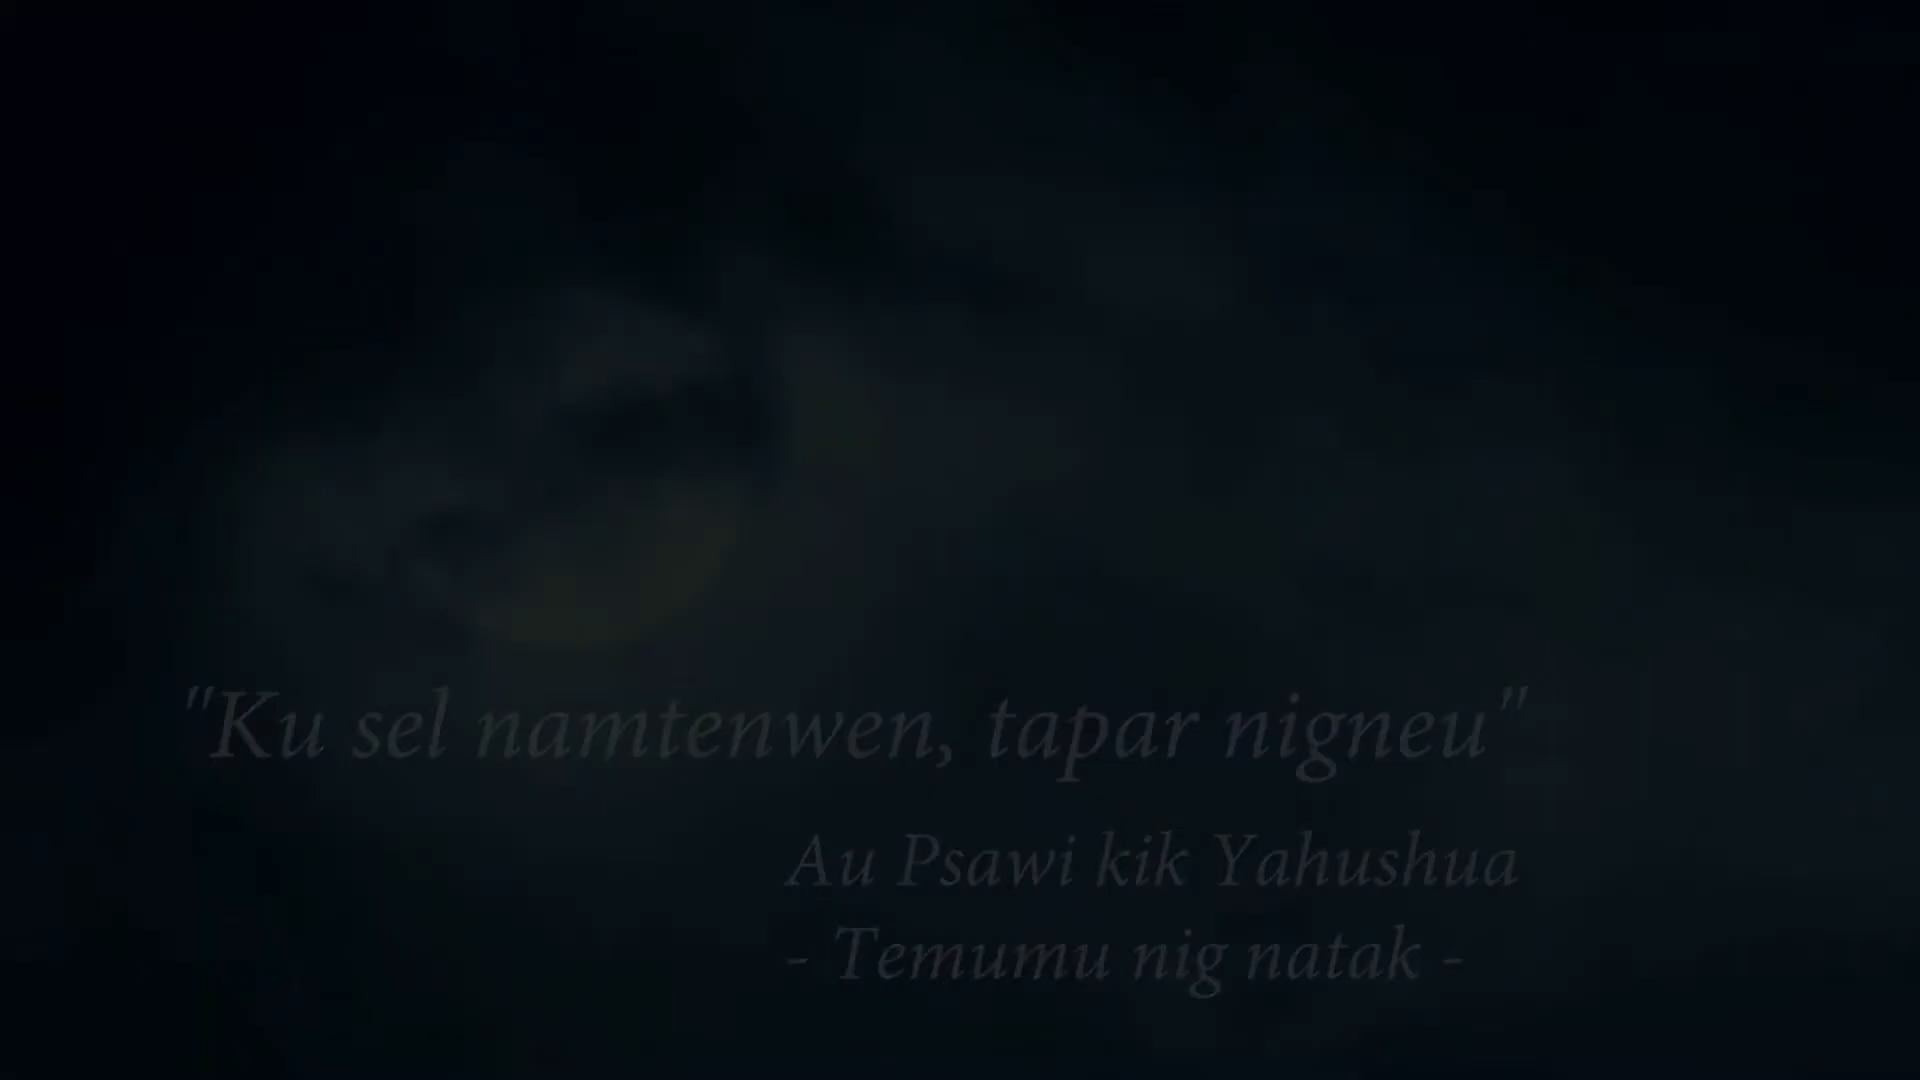 "Ku sel namtenwen, tapar nigneu"
Au Psawi kik Yahushua
- Temumu nig natak -